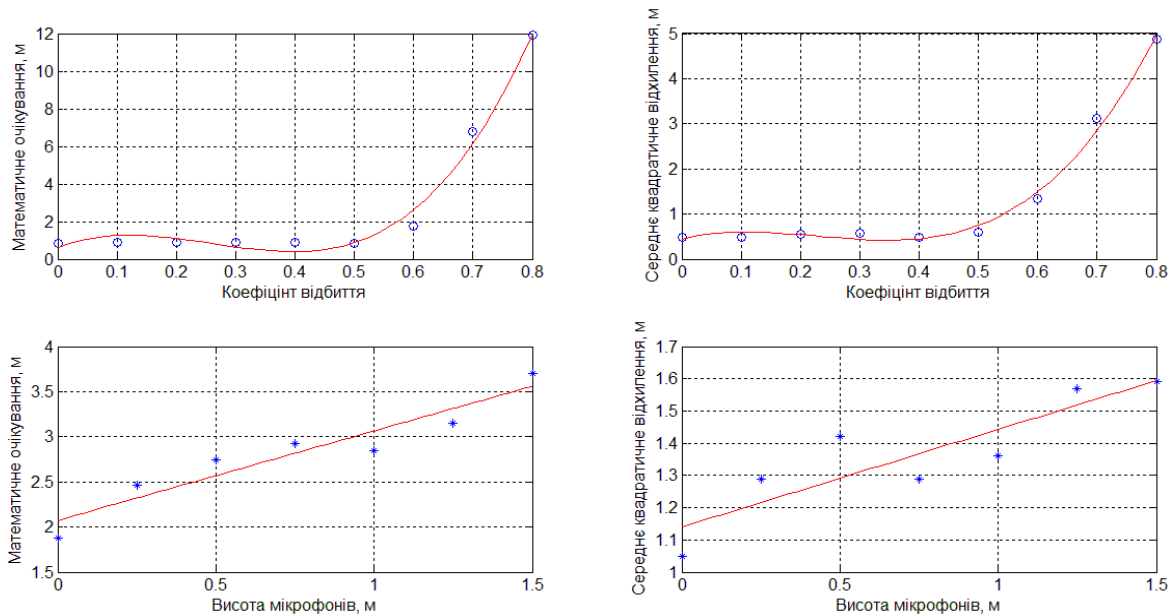 Математичне очікування, м
12
10
8
6
4
2
0
0 0.1 0.2 0.3 0.4 0.5 0.6 0.7 0.8
Коефіцінт відбиття
Середнє квадратичне відхилення, м
5
4
3
2
1
0
0 0.1 0.2 0.3 0.4 0.5 0.6 0.7 0.8
Коефіцінт відбиття
Математичне очікування, м
4
3.5
3
2.5
2
1.5
0 0.5 1 1.5
Висота мікрофонів, м
Середнє квадратичне відхилення, м
1.7
1.6
1.5
1.4
1.3
1.2
1.1
1
0 0.5 1 1.5
Висота мікрофонів, м